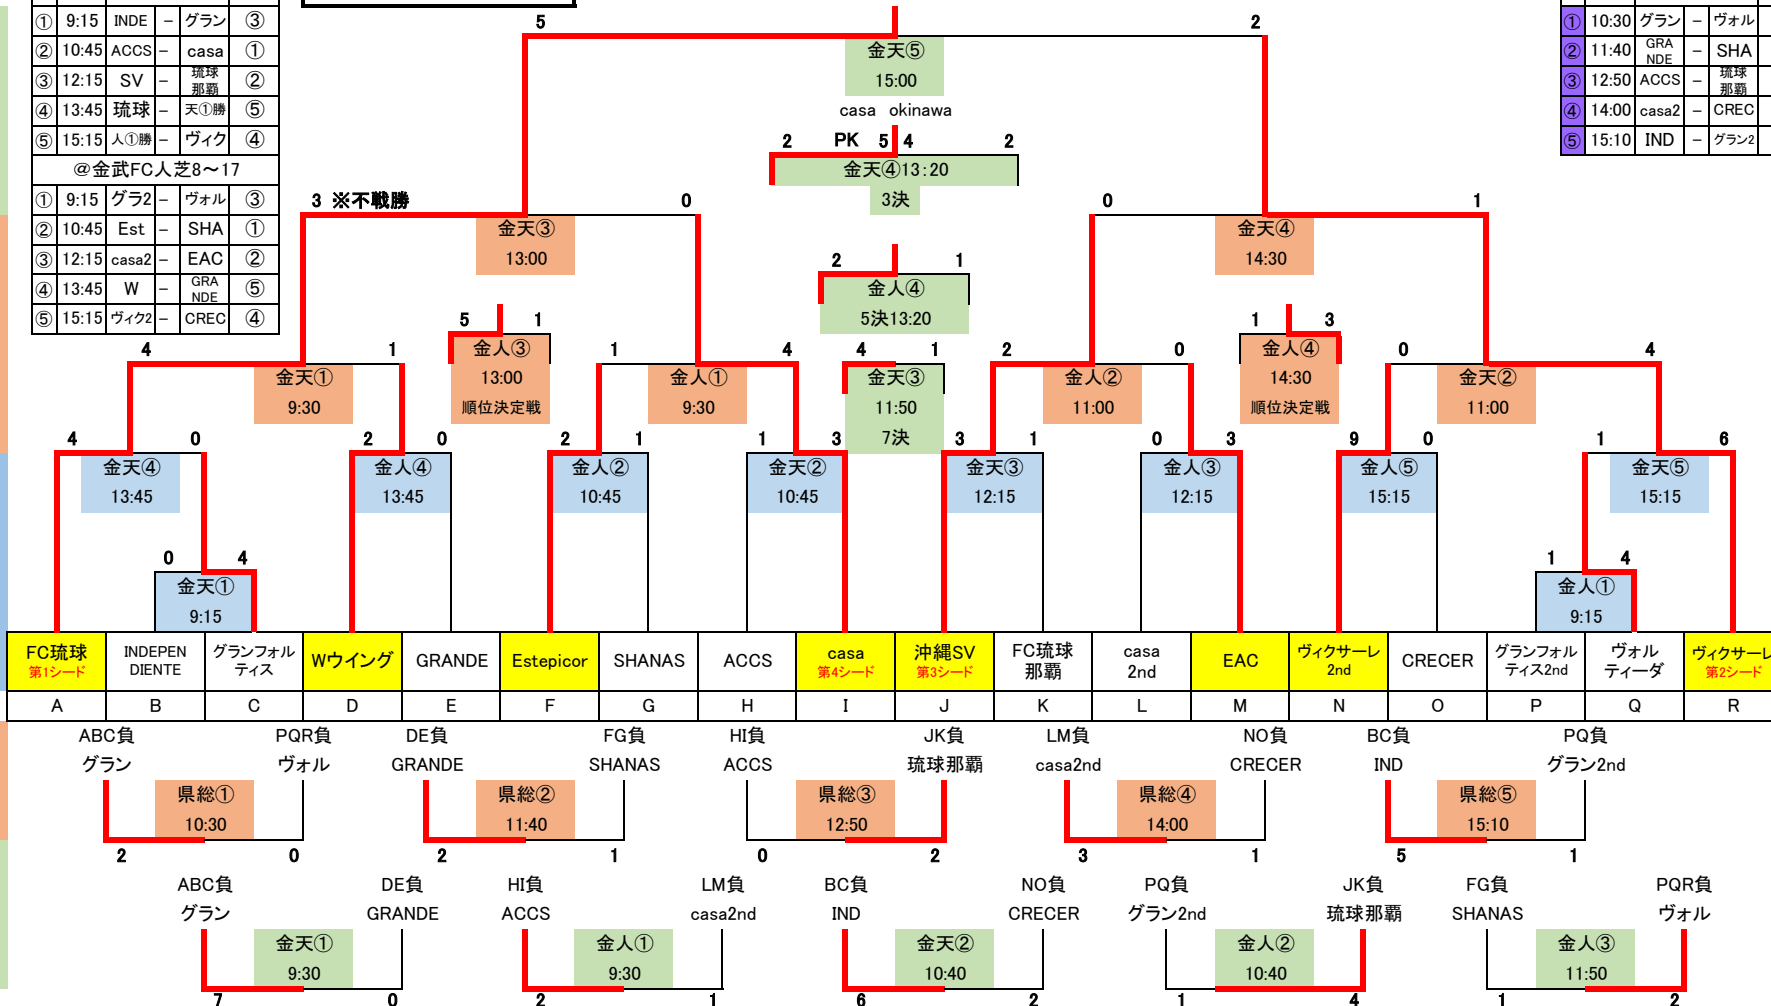 ① 9:15 INDE － グラン ③
② 10:45 ACCS － casa ①
③ 12:15 SV － 琉球那覇 ②
④ 13:45 琉球 － 天①勝 ⑤
⑤ 15:15 人①勝 － ヴィク ④
@金武FC人芝8～17
① 9:15 グラ2 － ヴォル ③
② 10:45 Est － SHA ①
③ 12:15 casa2 － EAC ②
④ 13:45 W － GRANDE ⑤
⑤ 15:15 ヴィク2 － CREC ④
① 10:30 グラン － ヴォル
② 11:40 GRANDE － SHA
③ 12:50 ACCS － 琉球那覇
④ 14:00 casa2 － CREC
⑤ 15:10 IND － グラン2
5 2
金天⑤
15:00
casa okinawa
2 PK 5 4 2
金天④13：20
3決
3 ※不戦勝 0 0 1
金天③ 金天④
13:00 14:30
2 1
金人④
5決13:20
5 1 1 3
金人③ 金人④
13:00 14:30
順位決定戦 順位決定戦
4 1 1 4 4 1 2 0 0 4
金天① 金人① 金天③ 金人② 金天②
9:30 9:30 11:50 11:00 11:00
7決
4 0 2 0 2 1 1 3 3 1 0 3 9 0 1 6
金天④ 金人④ 金人② 金天② 金天③ 金人③ 金人⑤ 金天⑤
13:45 13:45 10:45 10:45 12:15 12:15 15:15 15:15
0 4 1 4
金天① 金人①
9:15 9:15
FC琉球 第1シード
INDEPENDIENTE
グランフォルティス
Wウイング
GRANDE
Estepicor
SHANAS
ACCS
casa 第4シード
沖縄SV 第3シード
FC琉球那覇
casa 2nd
EAC
ヴィクサーレ 2nd
CRECER
グランフォルティス2nd
ヴォルティーダ
ヴィクサーレ 第2シード
A B C D E F G H I J K L M N O P Q R
ABC負 PQR負 DE負 FG負 HI負 JK負 LM負 NO負 BC負 PQ負
グラン ヴォル GRANDE SHANAS ACCS 琉球那覇 casa2nd CRECER IND グラン2nd
県総① 県総② 県総③ 県総④ 県総⑤
10:30 11:40 12:50 14:00 15:10
2 0 2 1 0 2 3 1 5 1
ABC負 DE負 HI負 LM負 BC負 NO負 PQ負 JK負 FG負 PQR負
グラン GRANDE ACCS casa2nd IND CRECER グラン2nd 琉球那覇 SHANAS ヴォル
金天① 金人① 金天② 金人② 金人③
9:30 9:30 10:40 10:40 11:50
7 0 2 1 6 2 1 4 1 2